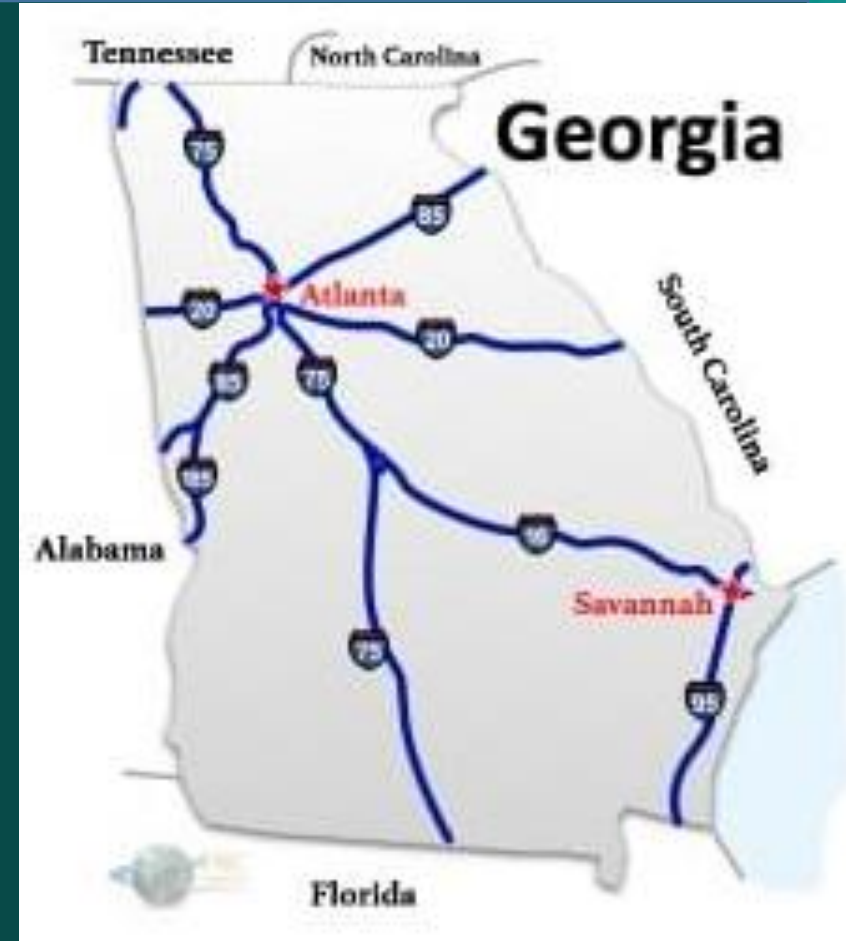 Tennessee
North Carolina
Georgia
75
85
Atlanta
20
20
South Carolina
85
75
185
Alabama
16
Savannah
75
95
Florida